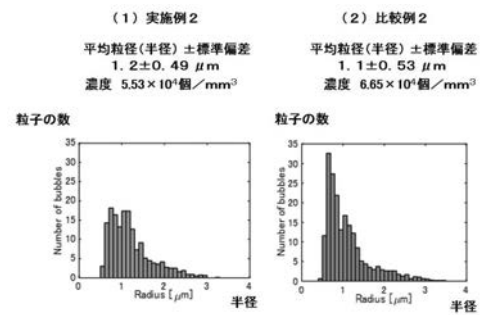 (1) 実施例2
平均粒径(半径) ±標準偏差
1. 2±0. 49 μm
濃度 5.53×10⁴個/mm³
粒子の数
Number of bubbles
35
30
25
20
15
10
5
0
0 1 2 3 4
Radius [μm]
半径
(2) 比較例2
平均粒径(半径) ±標準偏差
1. 1±0. 53 μm
濃度 6.65×10⁴個/mm³
粒子の数
Number of bubbles
35
30
25
20
15
10
5
0
0 1 2 3 4
Radius [μm]
半径